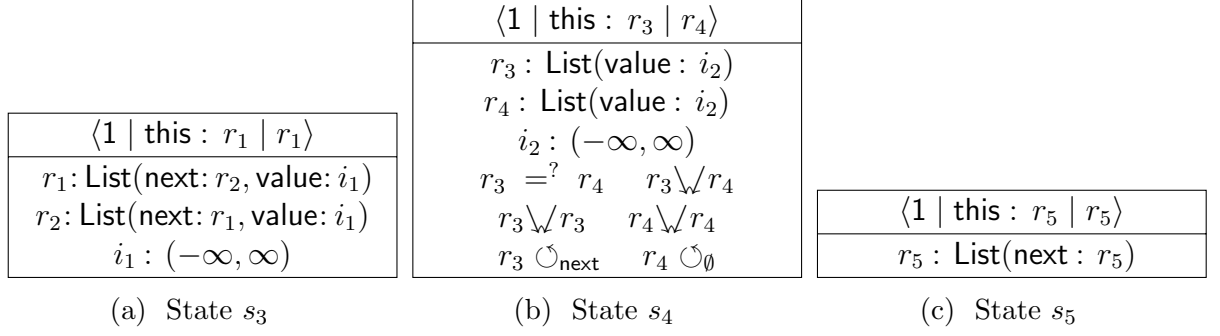 ⟨1 | this : r₁ | r₁⟩
r₁: List(next: r₂, value: i₁)
r₂: List(next: r₁, value: i₁)
i₁ : (−∞, ∞)
(a) State s₃
⟨1 | this : r₃ | r₄⟩
r₃ : List(value : i₂)
r₄ : List(value : i₂)
i₂ : (−∞, ∞)
r₃ =? r₄ r₃ \/ r₄
r₃ \/ r₃ r₄ \/ r₄
r₃ ↺next r₄ ↺∅
(b) State s₄
⟨1 | this : r₅ | r₅⟩
r₅ : List(next : r₅)
(c) State s₅